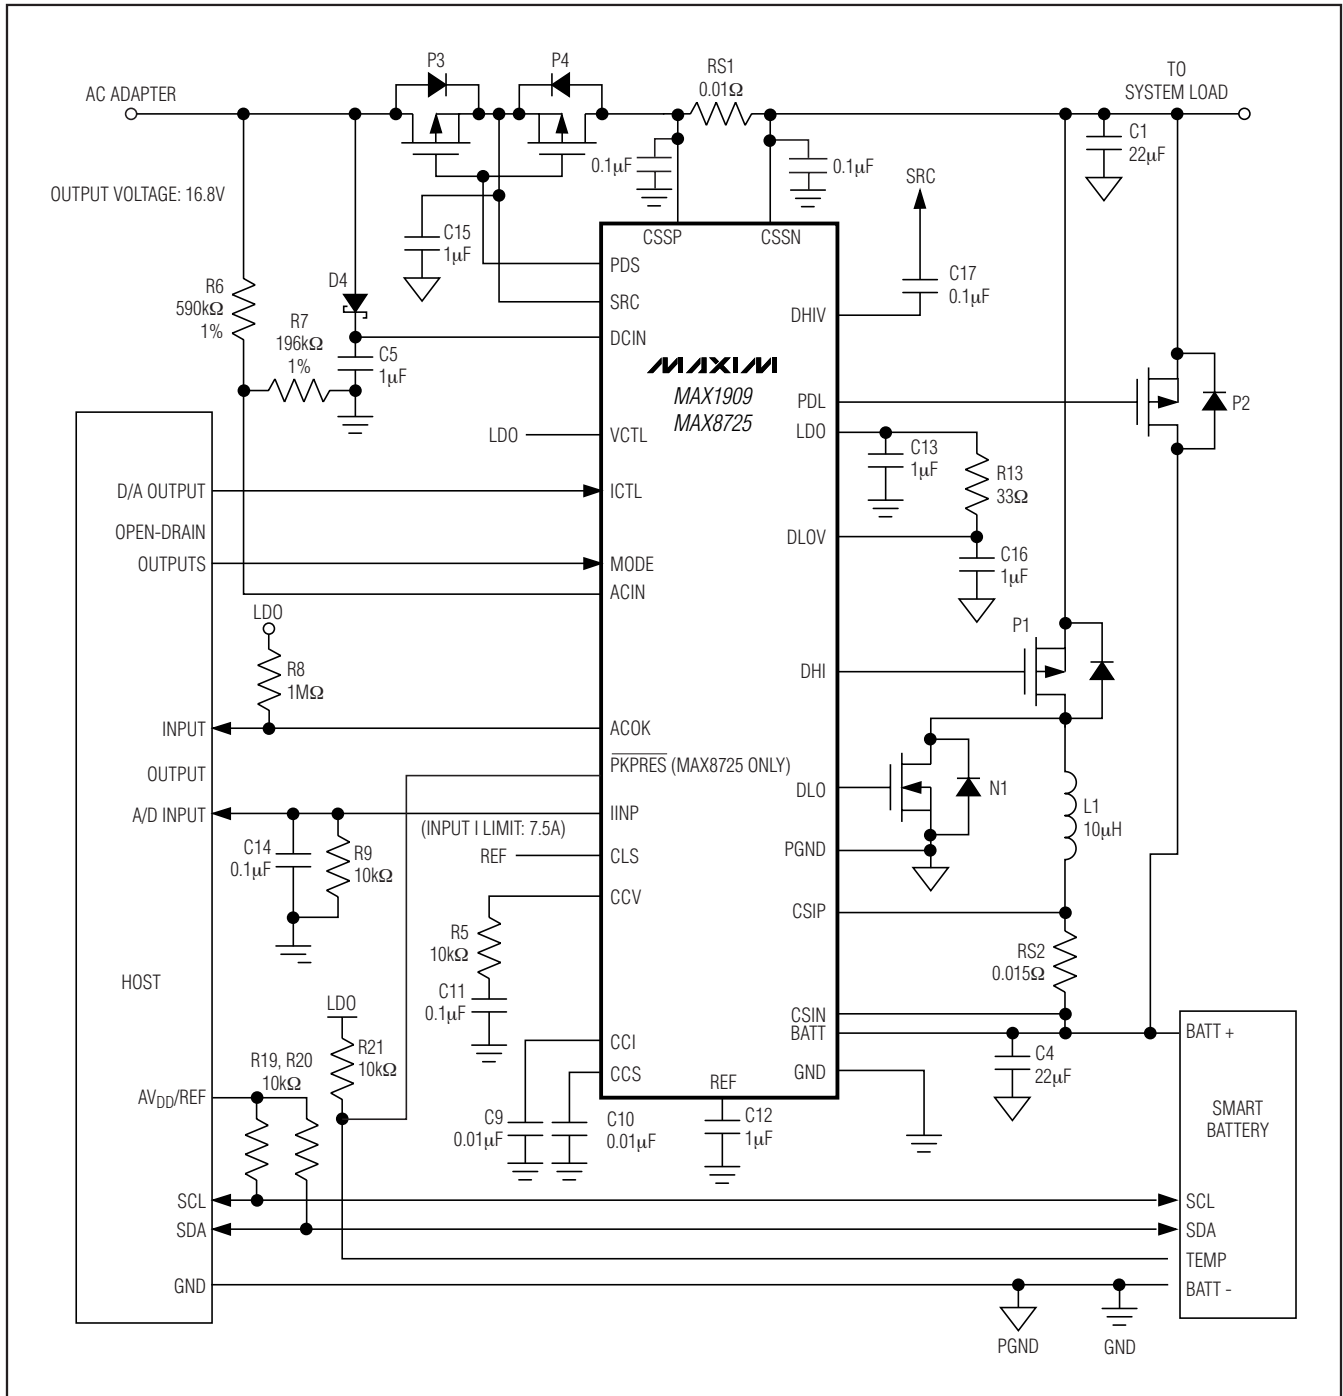 P3
P4
RS1
0.01Ω
TO
SYSTEM LOAD
AC ADAPTER
C1
22µF
0.1µF
0.1µF
SRC
OUTPUT VOLTAGE: 16.8V
CSSP
CSSN
C15
1µF
PDS
C17
0.1µF
D4
R6
590kΩ
1%
SRC
DHIV
R7
196kΩ
1%
DCIN
C5
1µF
MAXIM
MAX1909
MAX8725
PDL
P2
LDO
VCTL
LDO
C13
1µF
R13
33Ω
D/A OUTPUT
ICTL
OPEN-DRAIN
OUTPUTS
DLOV
MODE
C16
1µF
ACIN
LDO
P1
R8
1MΩ
DHI
INPUT
ACOK
OUTPUT
PKPRES (MAX8725 ONLY)
DLO
N1
A/D INPUT
IINP
(INPUT I LIMIT: 7.5A)
L1
10µH
C14
0.1µF
R9
10kΩ
REF
CLS
PGND
CCV
CSIP
R5
10kΩ
RS2
0.015Ω
HOST
C11
0.1µF
LDO
CSIN
BATT
BATT +
CCI
R19, R20
10kΩ
R21
10kΩ
C4
22µF
CCS
REF
GND
AVDD/REF
C9
0.01µF
C10
0.01µF
C12
1µF
SMART
BATTERY
SCL
SCL
SDA
SDA
TEMP
GND
BATT -
PGND
GND